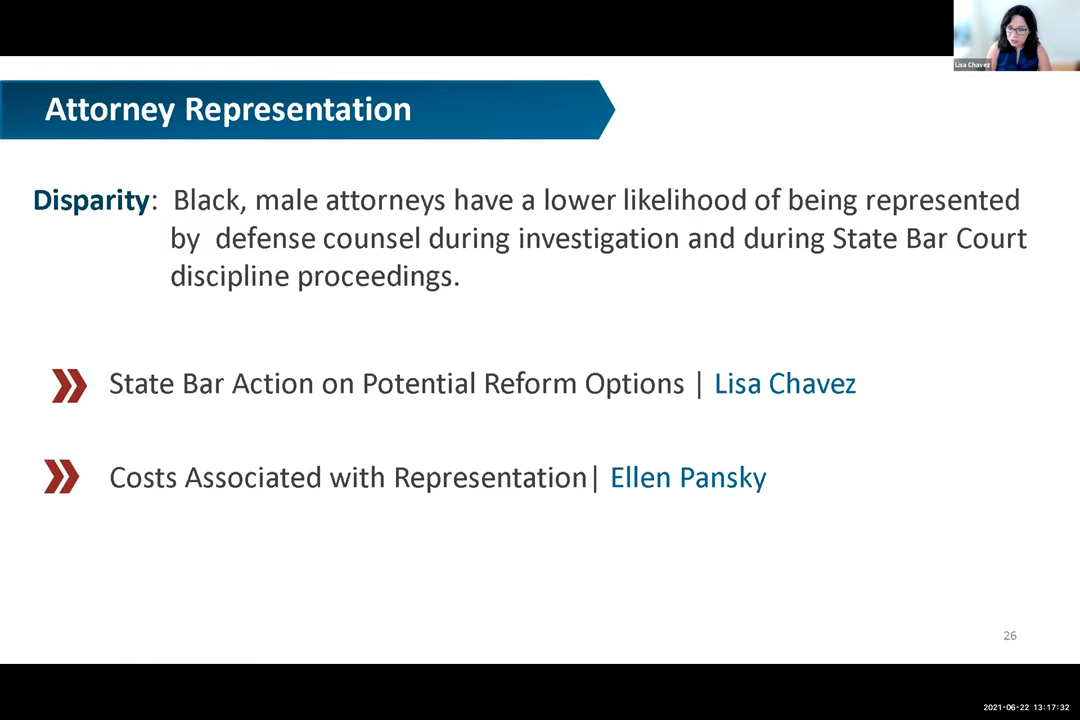 Lisa Chavez
Attorney Representation
Disparity: Black, male attorneys have a lower likelihood of being represented
by defense counsel during investigation and during State Bar Court
discipline proceedings.
State Bar Action on Potential Reform Options | Lisa Chavez
Costs Associated with Representation| Ellen Pansky
26
2021-06-22 13:17:32